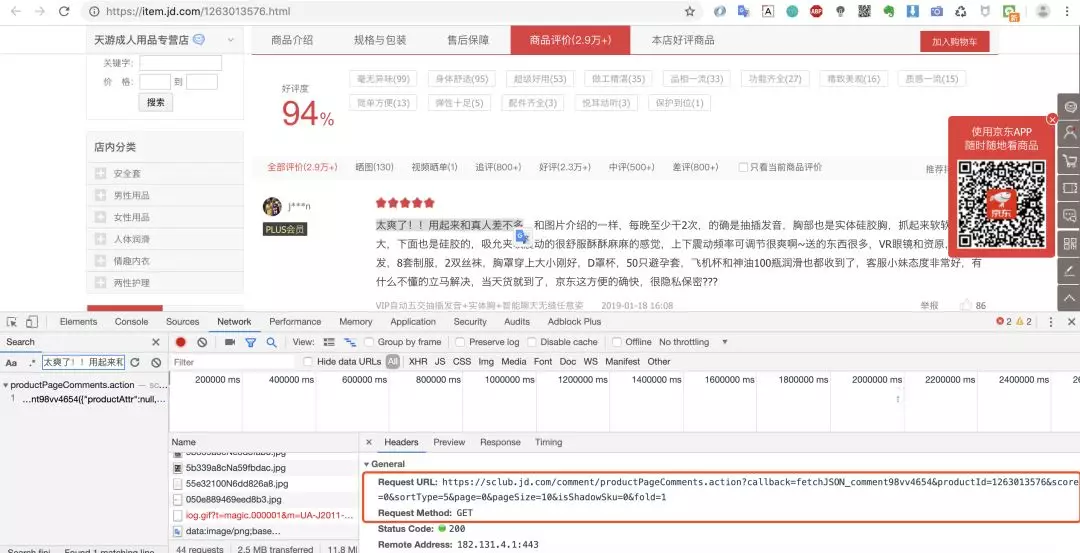 https://item.jd.com/1263013576.html
新
天游成人用品专营店
商品介绍 规格与包装 售后保障 商品评价(2.9万+) 本店好评商品 加入购物车
关键字:
价 格: 到
搜索
好评度
94%
毫无异味(99) 身体舒适(95) 超级好用(53) 做工精湛(35) 品相一流(33) 功能齐全(27) 精致美观(16) 质感一流(15)
简单方便(13) 弹性十足(5) 配件齐全(3) 悦耳动听(3) 保护到位(1)
使用京东APP
随时随地看商品
京东
店内分类
安全套
男性用品
女性用品
人体润滑
情趣内衣
两性护理
全部评价(2.9万+) 晒图(130) 视频晒单(1) 追评(800+) 好评(2.3万+) 中评(500+) 差评(800+) 只看当前商品评价
j***n
PLUS会员
太爽了！！用起来和真人差不多，和图片介绍的一样，每晚至少干2次，的确是抽插发音，胸部也是实体硅胶胸，抓起来软软
大，下面也是硅胶的，吸允夹 动的很舒服酥酥麻麻的感觉，上下震动频率可调节很爽啊~送的东西很多，VR眼镜和资源，
发，8套制服，2双丝袜，胸罩穿上大小刚好，D罩杯，50只避孕套，飞机杯和神油100瓶润滑也都收到了，客服小妹态度非常好，有
什么不懂的立马解决，当天货就到了，京东这方便的确快，很隐私保密???
VIP自动五交抽插发音+实体胸+智能聊天无缝任意姿 2019-01-18 16:08 举报 86
Elements Console Sources Network Performance Memory Application Security Audits Adblock Plus 2 2
Search
View: Group by frame Preserve log Disable cache Offline No throttling
Aa .* 太爽了！！用起来和
Filter Hide data URLs All XHR JS CSS Img Media Font Doc WS Manifest Other
productPageComments.action — sc…
1 …nt98vv4654({"productAttr":null,…
200000 ms 400000 ms 600000 ms 800000 ms 1000000 ms 1200000 ms 1400000 ms 1600000 ms 1800000 ms 2000000 ms 2200000 ms 2400000 ms
Name
5b339a8cNa59fbdac.jpg
55e32100N6dd826a8.jpg
050e889469eed8b3.jpg
log.gif?t=magic.000001&m=UA-J2011-…
data:image/png;base…
Headers Preview Response Timing
General
Request URL: https://sclub.jd.com/comment/productPageComments.action?callback=fetchJSON_comment98vv4654&productId=1263013576&score
=0&sortType=5&page=0&pageSize=10&isShadowSku=0&fold=1
Request Method: GET
Status Code: 200
Remote Address: 182.131.4.1:443
Search fini… Found 1 matching line…
44 requests 2.5 MB transferred 11.8 M